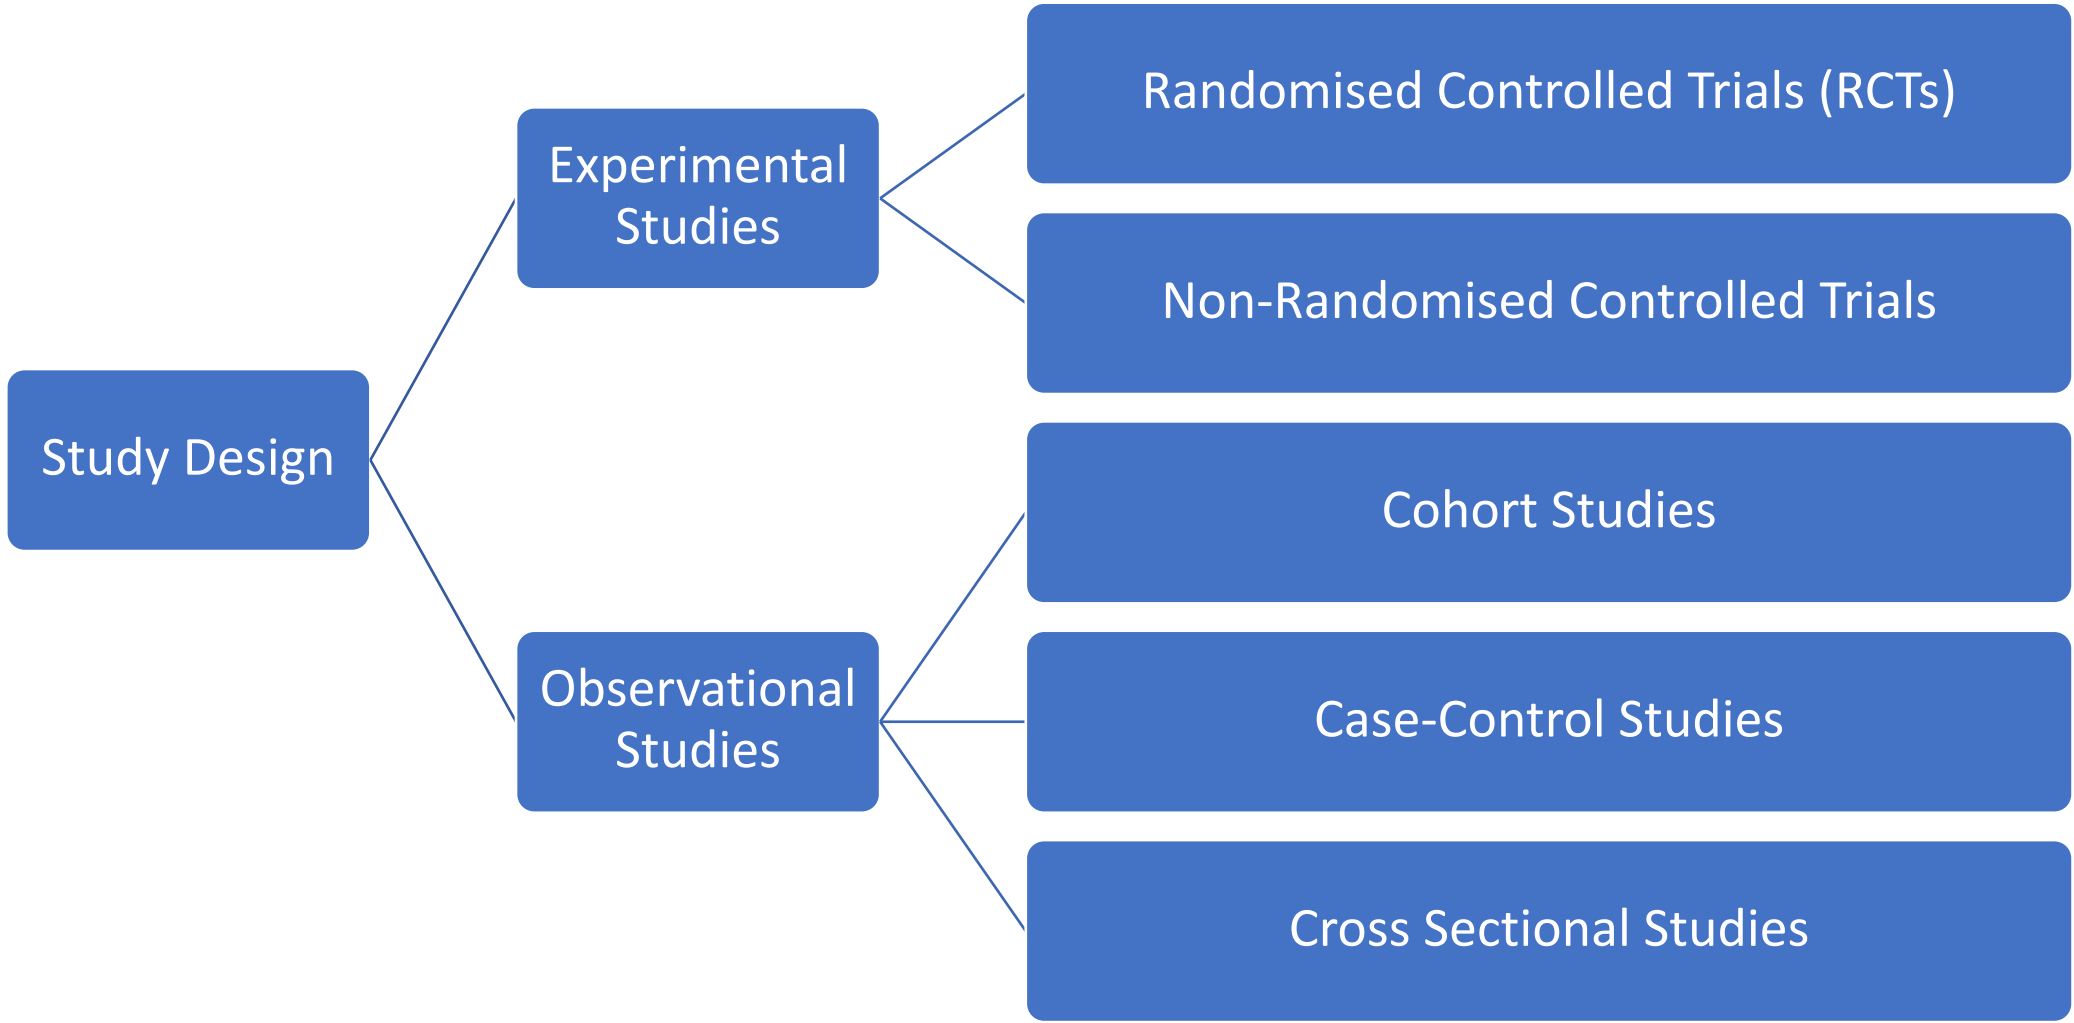 Study Design
Experimental
Studies
Randomised Controlled Trials (RCTs)
Non-Randomised Controlled Trials
Observational
Studies
Cohort Studies
Case-Control Studies
Cross Sectional Studies